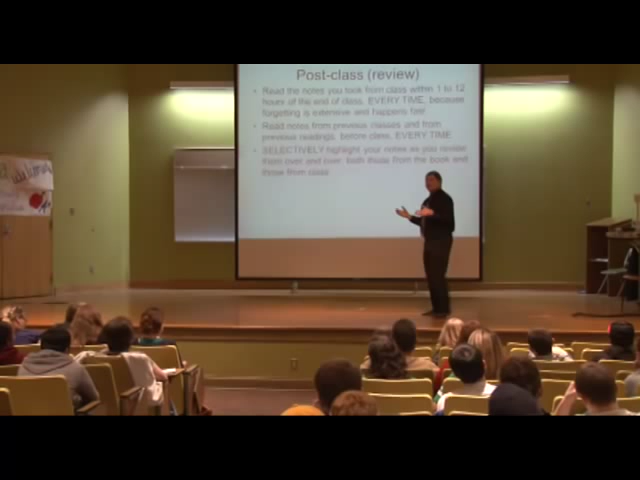 Post-class (review)
• Read the notes you took from class within 1 to 12
hours of the end of class, EVERY TIME, because
forgetting is extensive and happens fast
• Read notes from previous classes and from
previous readings, before class, EVERY TIME
• SELECTIVELY highlight your notes as you review
them over and over, both those from the book and
those from class